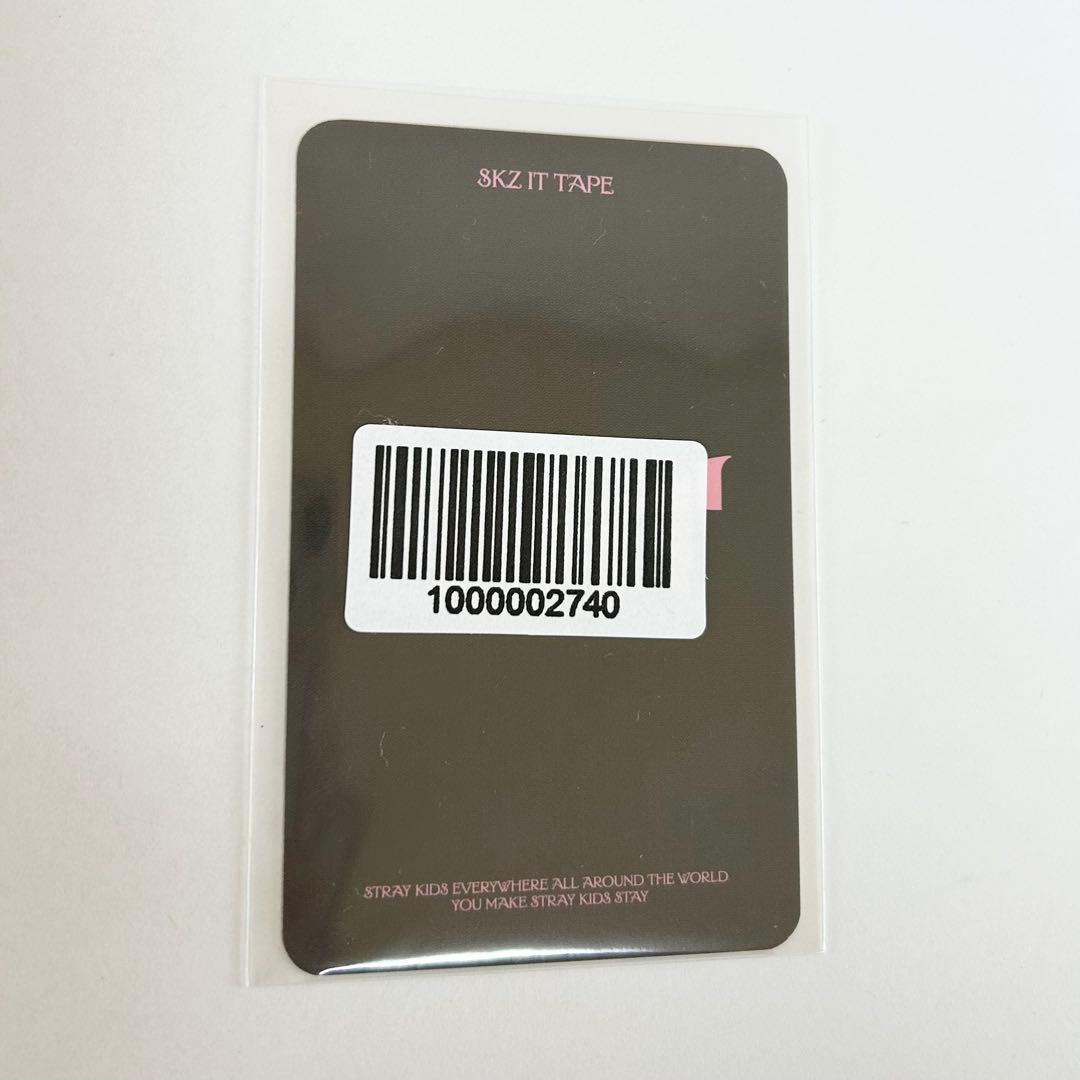 SKZ IT TAPE
1000002740
STRAY KIDS EVERYWHERE ALL AROUND THE WORLD
YOU MAKE STRAY KIDS STAY